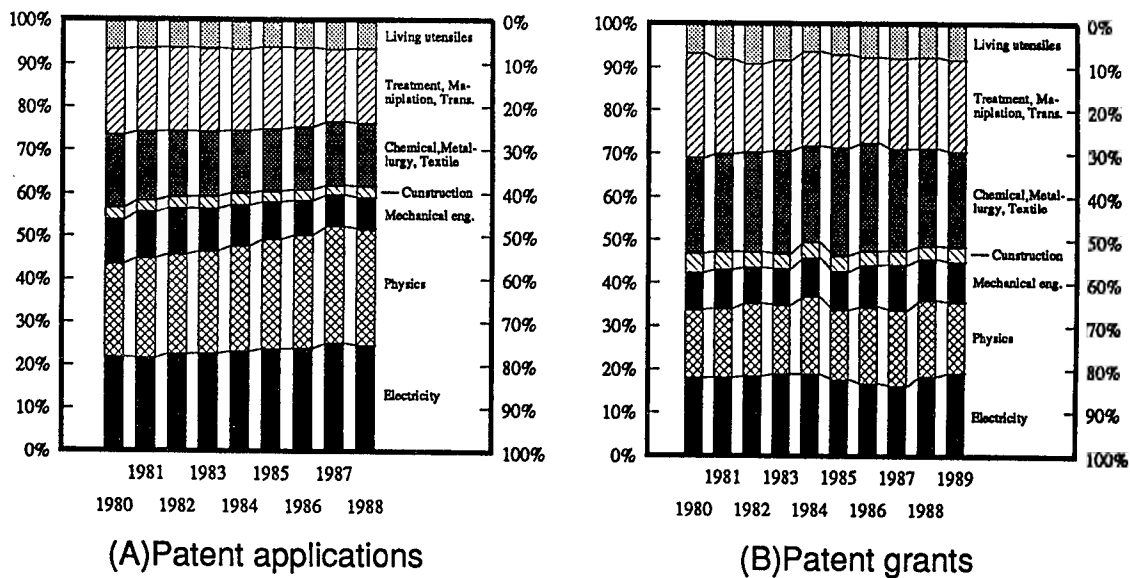 100%
90%
80%
70%
60%
50%
40%
30%
20%
10%
0%
Living utensiles
Treatment, Ma-
niplation, Trans.
Chemical,Metal-
lurgy, Textile
Cunstruction
Mechanical eng.
Physics
Electricity
0%
10%
20%
30%
40%
50%
60%
70%
80%
90%
100%
1981 1983 1985 1987
1980 1982 1984 1986 1988
(A)Patent applications
100%
90%
80%
70%
60%
50%
40%
30%
20%
10%
0%
Living utensiles
Treatment, Ma-
niplation, Trans.
Chemical,Metal-
lurgy, Textile
Cunstruction
Mechanical eng.
Physics
Electricity
0%
10%
20%
30%
40%
50%
60%
70%
80%
90%
100%
1981 1983 1985 1987 1989
1980 1982 1984 1986 1988
(B)Patent grants